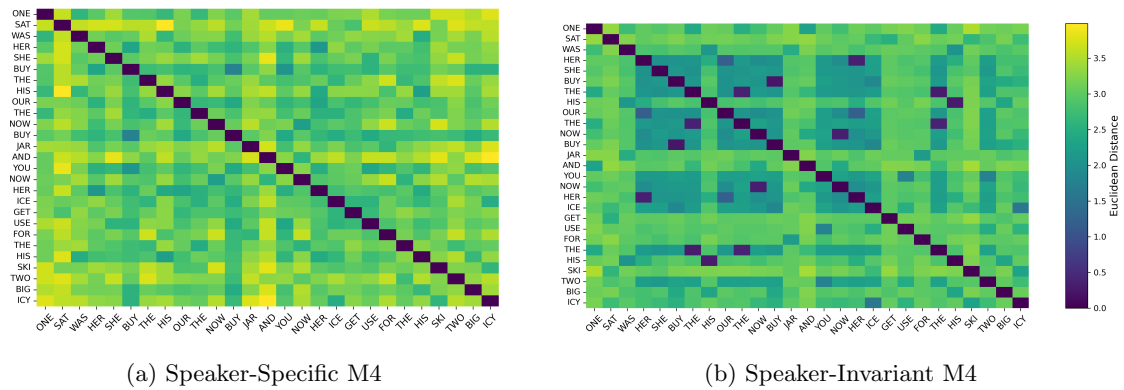 ONE
SAT
WAS
HER
SHE
BUY
THE
HIS
OUR
THE
NOW
BUY
JAR
AND
YOU
NOW
HER
ICE
GET
USE
FOR
THE
HIS
SKI
TWO
BIG
ICY
ONE SAT WAS HER SHE BUY THE HIS OUR THE NOW BUY JAR AND YOU NOW HER ICE GET USE FOR THE HIS SKI TWO BIG ICY
(a) Speaker-Specific M4
ONE
SAT
WAS
HER
SHE
BUY
THE
HIS
OUR
THE
NOW
BUY
JAR
AND
YOU
NOW
HER
ICE
GET
USE
FOR
THE
HIS
SKI
TWO
BIG
ICY
ONE SAT WAS HER SHE BUY THE HIS OUR THE NOW BUY JAR AND YOU NOW HER ICE GET USE FOR THE HIS SKI TWO BIG ICY
3.5
3.0
2.5
2.0
1.5
1.0
0.5
0.0
Euclidean Distance
(b) Speaker-Invariant M4